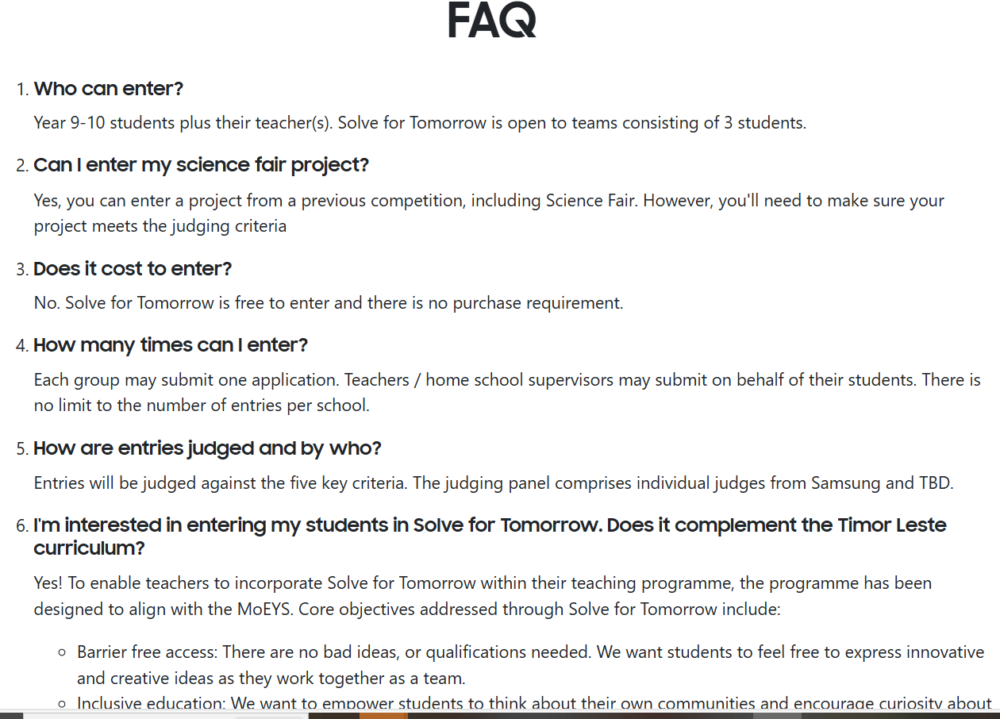 FAQ
1. Who can enter?
Year 9-10 students plus their teacher(s). Solve for Tomorrow is open to teams consisting of 3 students.
2. Can I enter my science fair project?
Yes, you can enter a project from a previous competition, including Science Fair. However, you'll need to make sure your
project meets the judging criteria
3. Does it cost to enter?
No. Solve for Tomorrow is free to enter and there is no purchase requirement.
4. How many times can I enter?
Each group may submit one application. Teachers / home school supervisors may submit on behalf of their students. There is
no limit to the number of entries per school.
5. How are entries judged and by who?
Entries will be judged against the five key criteria. The judging panel comprises individual judges from Samsung and TBD.
6. I'm interested in entering my students in Solve for Tomorrow. Does it complement the Timor Leste
curriculum?
Yes! To enable teachers to incorporate Solve for Tomorrow within their teaching programme, the programme has been
designed to align with the MoEYS. Core objectives addressed through Solve for Tomorrow include:
◦ Barrier free access: There are no bad ideas, or qualifications needed. We want students to feel free to express innovative
and creative ideas as they work together as a team.
◦ Inclusive education: We want to empower students to think about their own communities and encourage curiosity about